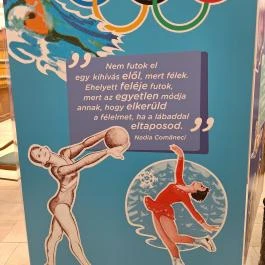 Nem futok el
egy kihívás elől, mert félek.
Ehelyett feléje futok,
mert az egyetlen módja
annak, hogy elkerüld
a félelmet, ha a lábaddal
eltaposod.
Nadia Comăneci